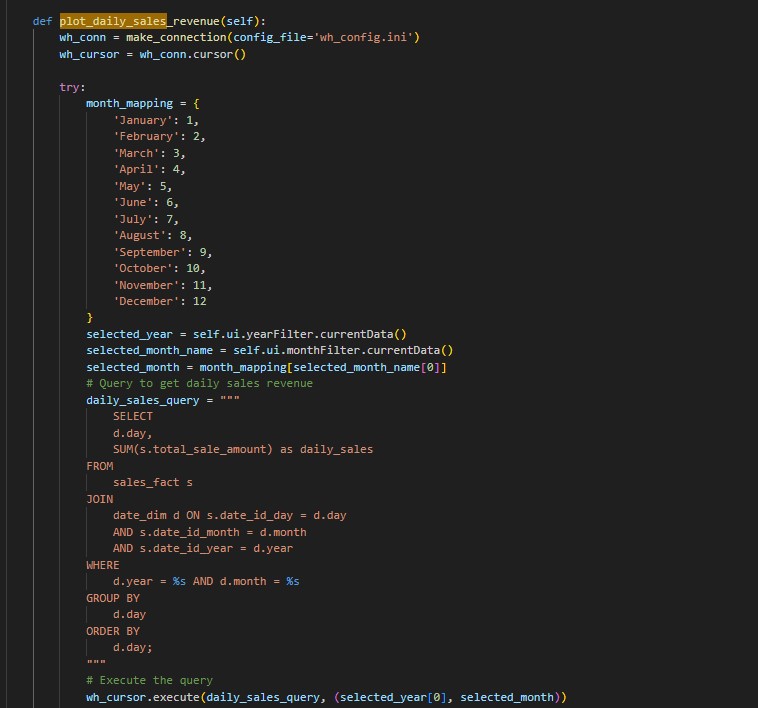 def plot_daily_sales_revenue(self):
    wh_conn = make_connection(config_file='wh_config.ini')
    wh_cursor = wh_conn.cursor()

    try:
        month_mapping = {
            'January': 1,
            'February': 2,
            'March': 3,
            'April': 4,
            'May': 5,
            'June': 6,
            'July': 7,
            'August': 8,
            'September': 9,
            'October': 10,
            'November': 11,
            'December': 12
        }
        selected_year = self.ui.yearFilter.currentData()
        selected_month_name = self.ui.monthFilter.currentData()
        selected_month = month_mapping[selected_month_name[0]]
        # Query to get daily sales revenue
        daily_sales_query = """
            SELECT
            d.day,
            SUM(s.total_sale_amount) as daily_sales
        FROM
            sales_fact s
        JOIN
            date_dim d ON s.date_id_day = d.day
            AND s.date_id_month = d.month
            AND s.date_id_year = d.year
        WHERE
            d.year = %s AND d.month = %s
        GROUP BY
            d.day
        ORDER BY
            d.day;
        """
        # Execute the query
        wh_cursor.execute(daily_sales_query, (selected_year[0], selected_month))